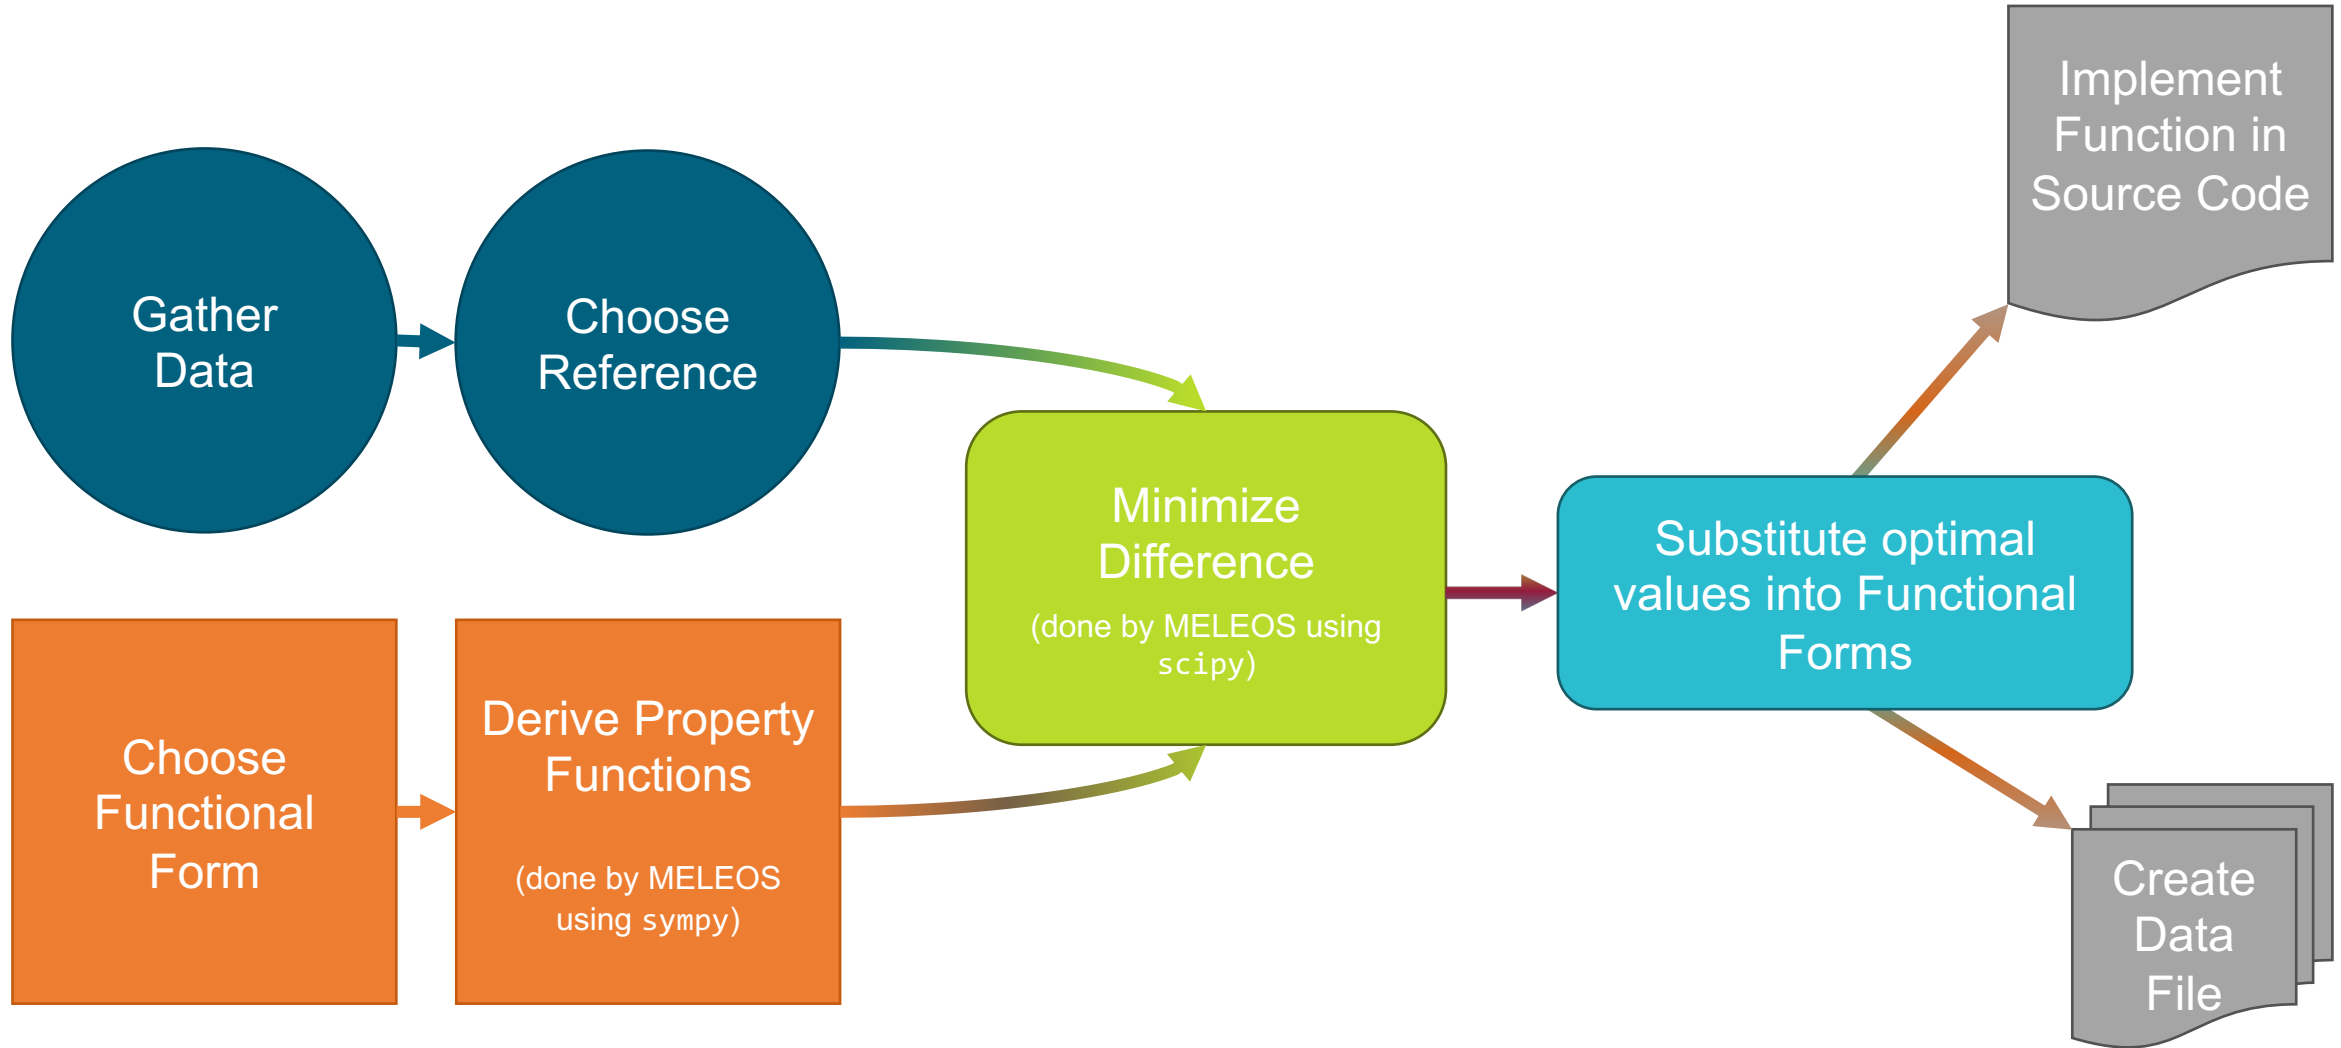 Gather
Data
Choose
Reference
Choose
Functional
Form
Derive Property
Functions
(done by MELEOS
using sympy)
Minimize
Difference
(done by MELEOS using
scipy)
Substitute optimal
values into Functional
Forms
Implement
Function in
Source Code
Create
Data
File